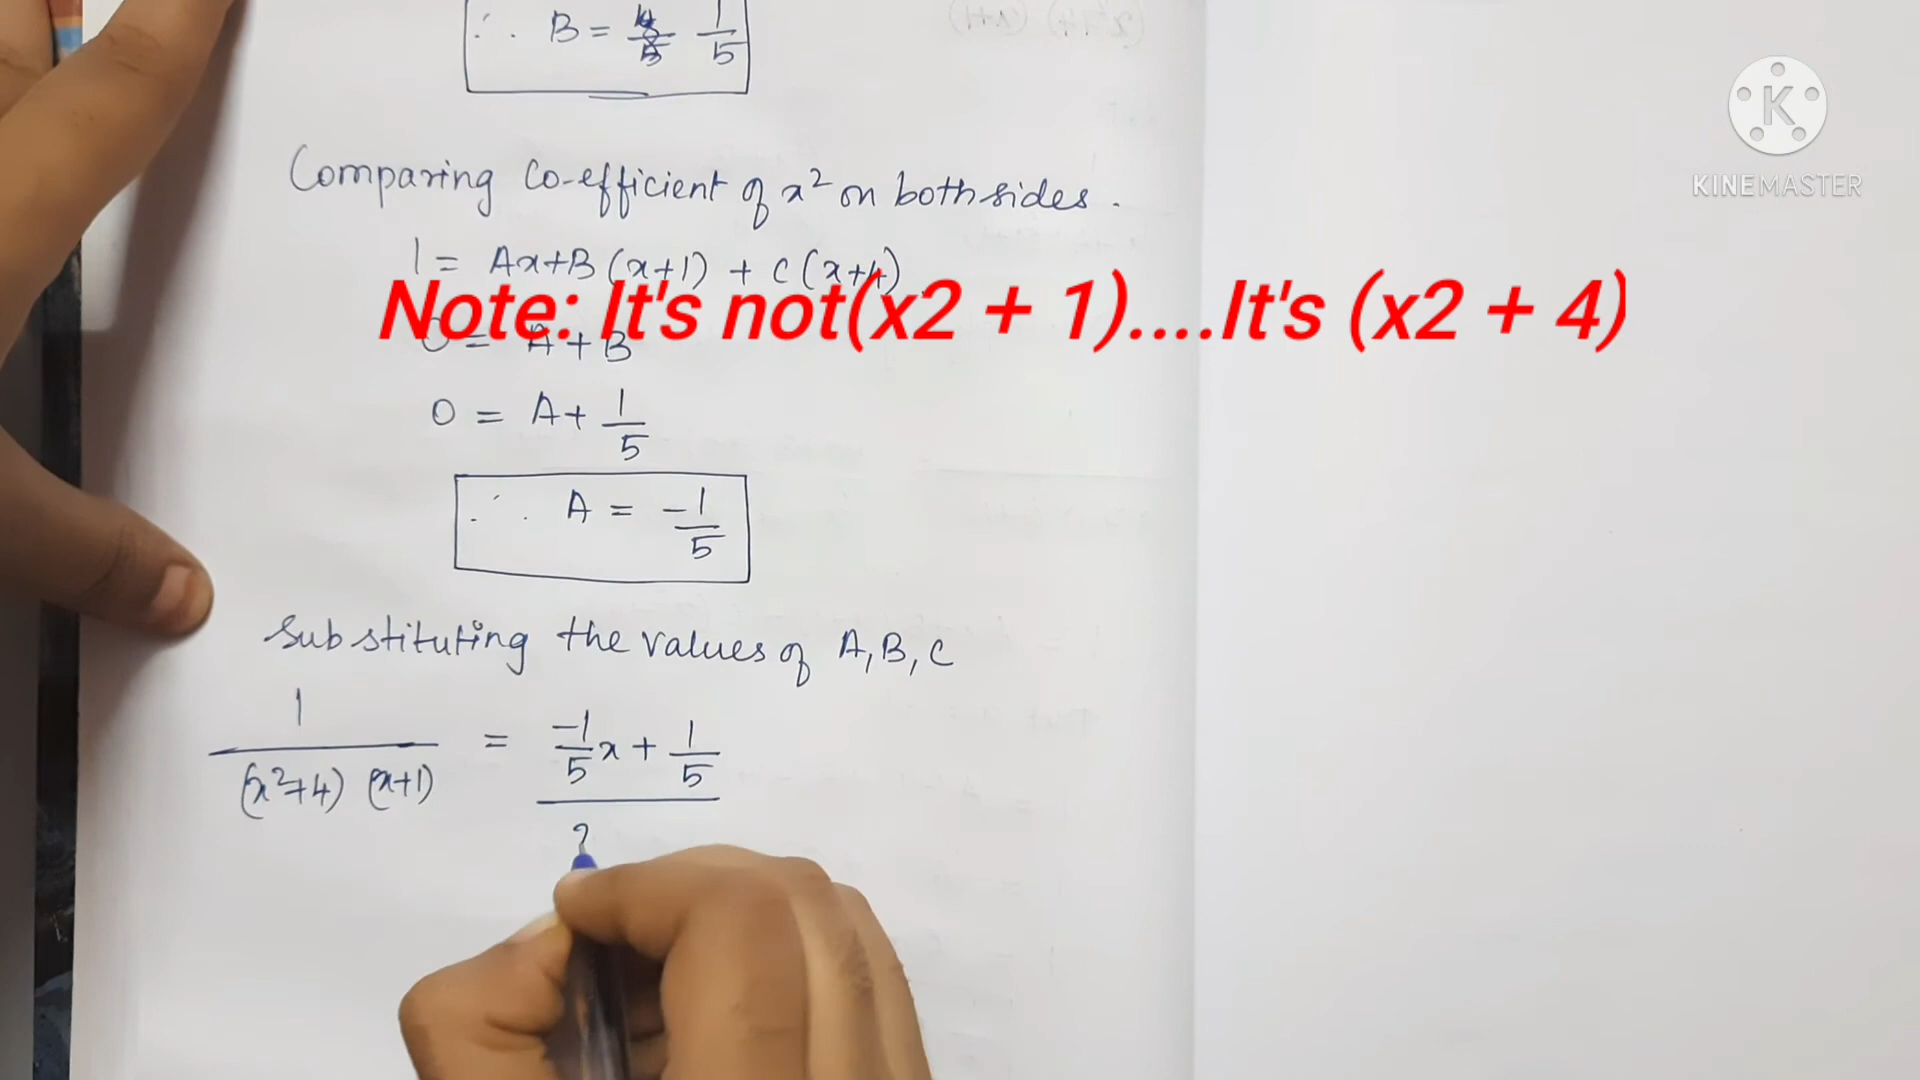 ∴ B = 1/5
Comparing Co-efficient of x² on both sides.
1 = Ax+B (x+1) + C (x+4)
Note: It's not(x2 + 1)....It's (x2 + 4)
0 = A + B
0 = A + 1/5
∴ A = -1/5
Substituting the values of A, B, C
1/((x²+4) (x+1)) = (-1/5 x + 1/5)/
KINEMASTER